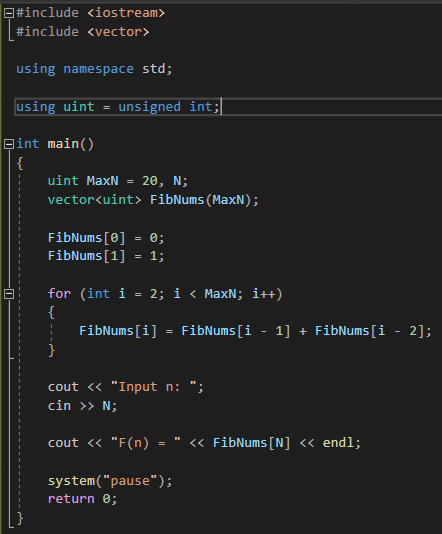 #include <iostream>
#include <vector>

using namespace std;

using uint = unsigned int;

int main()
{
    uint MaxN = 20, N;
    vector<uint> FibNums(MaxN);

    FibNums[0] = 0;
    FibNums[1] = 1;

    for (int i = 2; i < MaxN; i++)
    {
        FibNums[i] = FibNums[i - 1] + FibNums[i - 2];
    }

    cout << "Input n: ";
    cin >> N;

    cout << "F(n) = " << FibNums[N] << endl;

    system("pause");
    return 0;
}